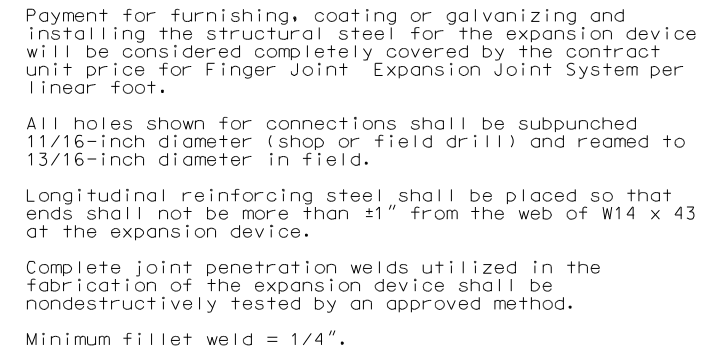 Payment for furnishing, coating or galvanizing and
installing the structural steel for the expansion device
will be considered completely covered by the contract
unit price for Finger Joint  Expansion Joint System per
linear foot.
All holes shown for connections shall be subpunched
11/16-inch diameter (shop or field drill) and reamed to
13/16-inch diameter in field.
Longitudinal reinforcing steel shall be placed so that
ends shall not be more than ±1" from the web of W14 x 43
at the expansion device.
Complete joint penetration welds utilized in the
fabrication of the expansion device shall be
nondestructively tested by an approved method.
Minimum fillet weld = 1/4".